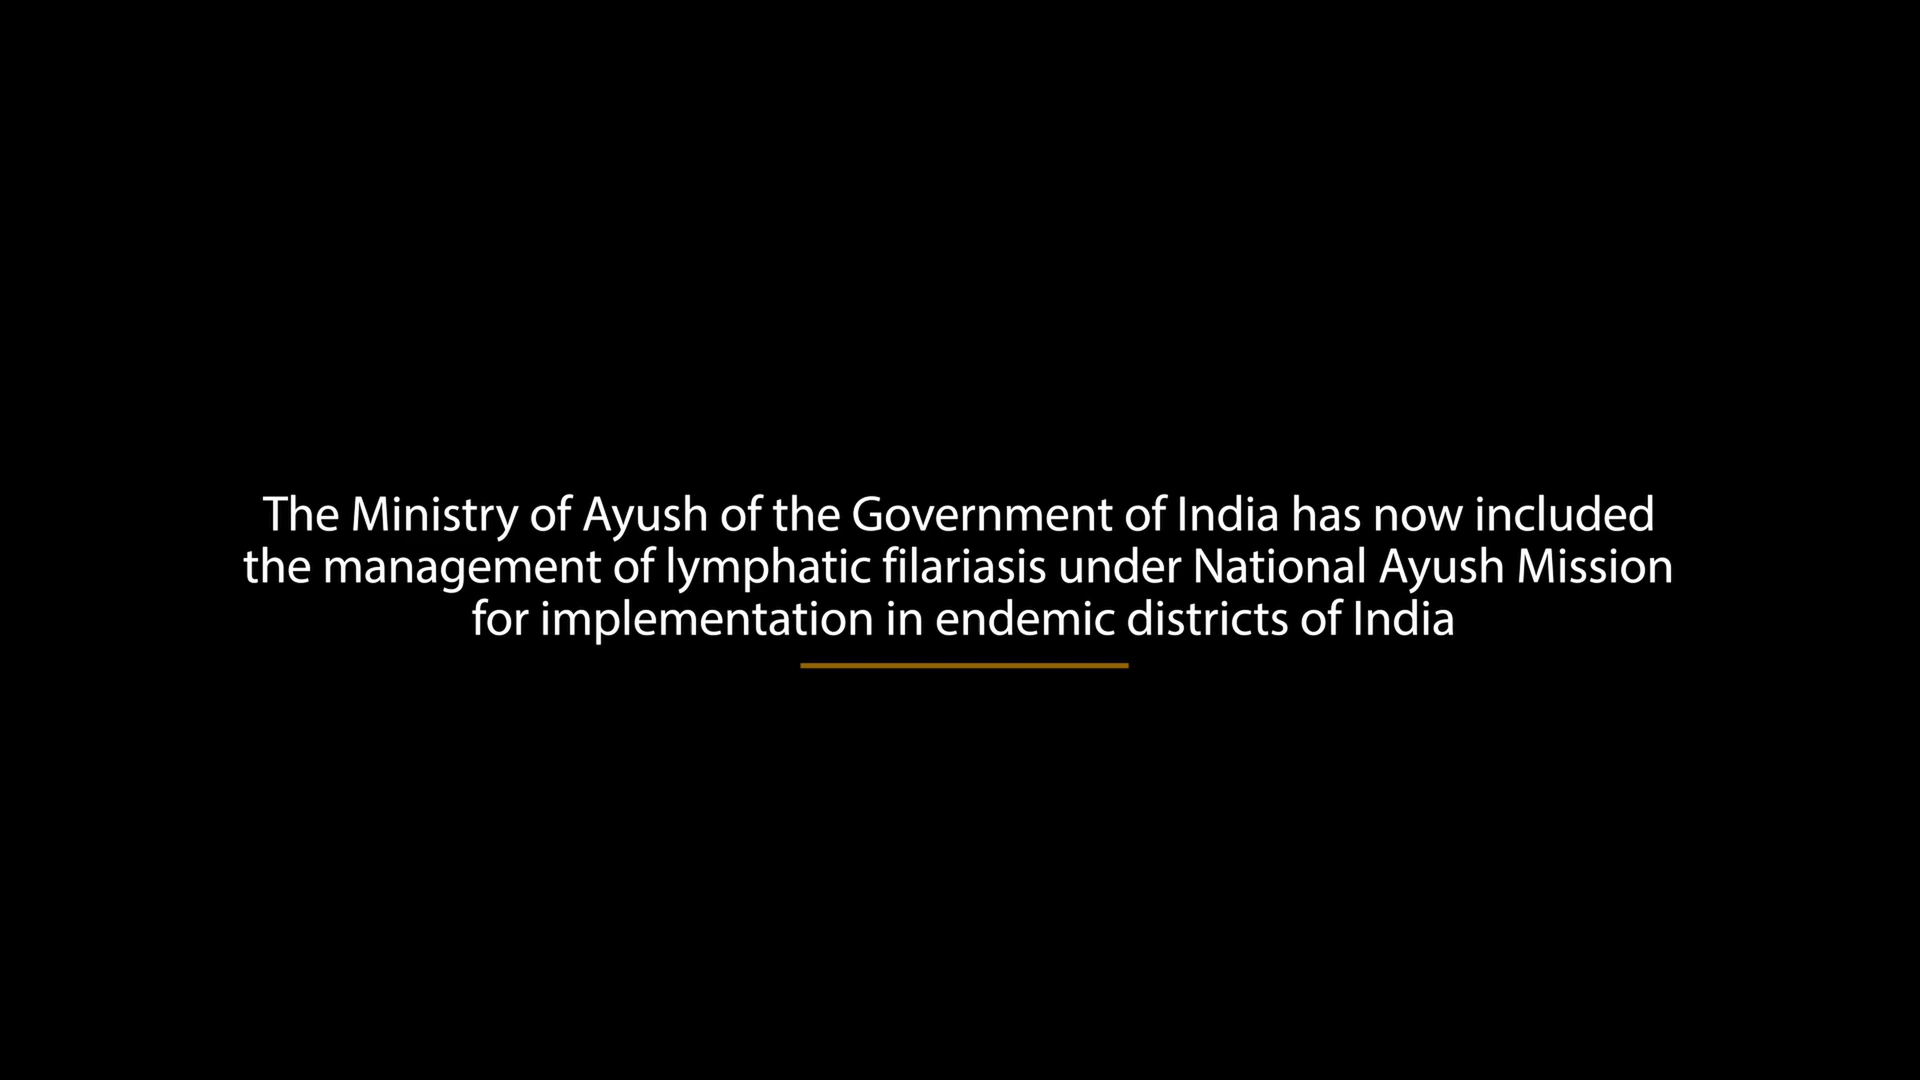 The Ministry of Ayush of the Government of India has now included
the management of lymphatic filariasis under National Ayush Mission
for implementation in endemic districts of India